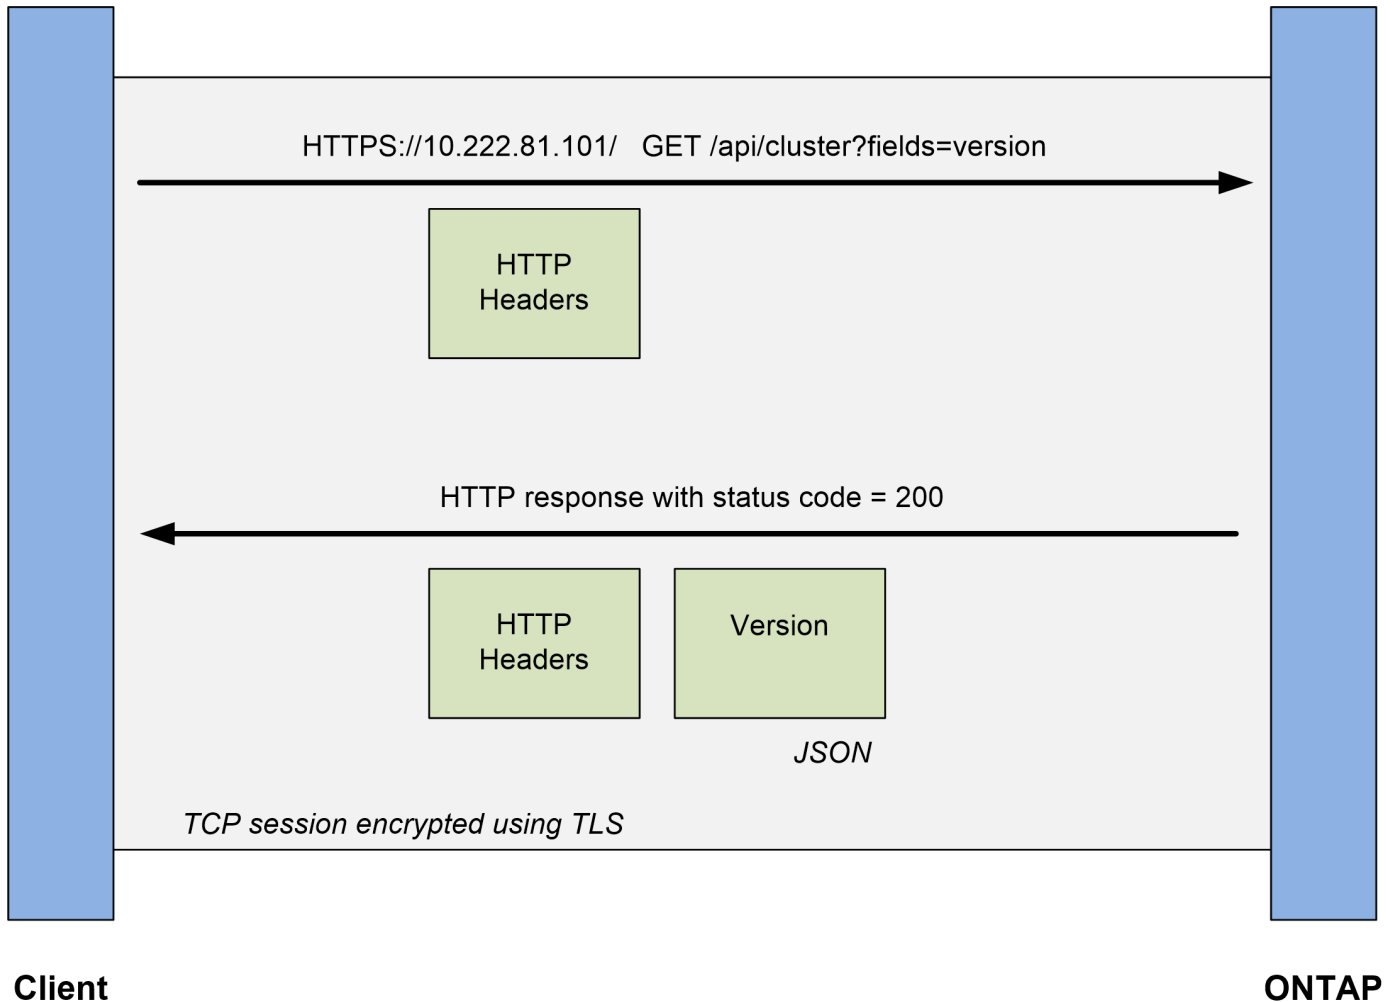 HTTPS://10.222.81.101/   GET /api/cluster?fields=version
HTTP
Headers
HTTP response with status code = 200
HTTP
Headers
Version
JSON
TCP session encrypted using TLS
Client
ONTAP